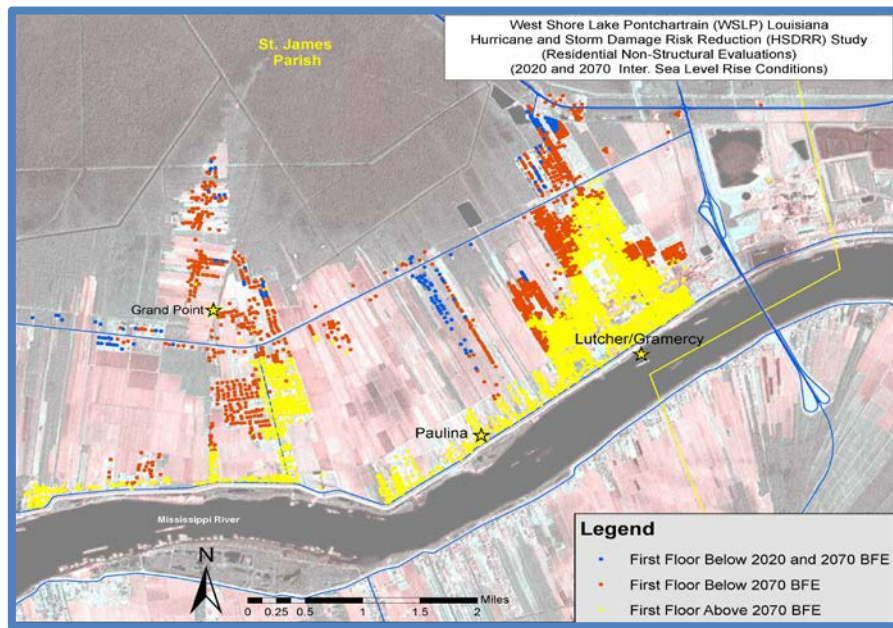 West Shore Lake Pontchartrain (WSLP) Louisiana
Hurricane and Storm Damage Risk Reduction (HSDRR) Study
(Residential Non-Structural Evaluations)
(2020 and 2070 Inter. Sea Level Rise Conditions)
St. James
Parish
Grand Point
Lutcher/Gramercy
Paulina
Mississippi River
N
Miles
0 0.25 0.5 1 1.5 2
Legend
First Floor Below 2020 and 2070 BFE
First Floor Below 2070 BFE
First Floor Above 2070 BFE